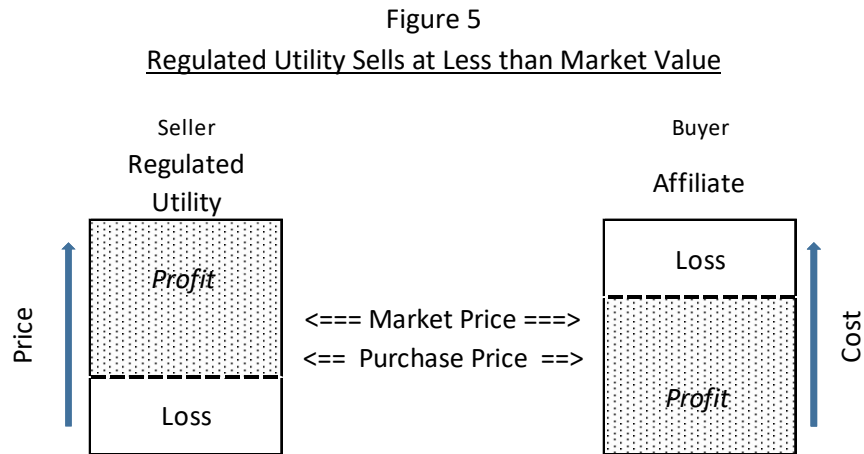 Figure 5
Regulated Utility Sells at Less than Market Value
Seller
Buyer
Regulated
Utility
Affiliate
Profit
Loss
Price
<=== Market Price ===>
<== Purchase Price ==>
Cost
Loss
Profit